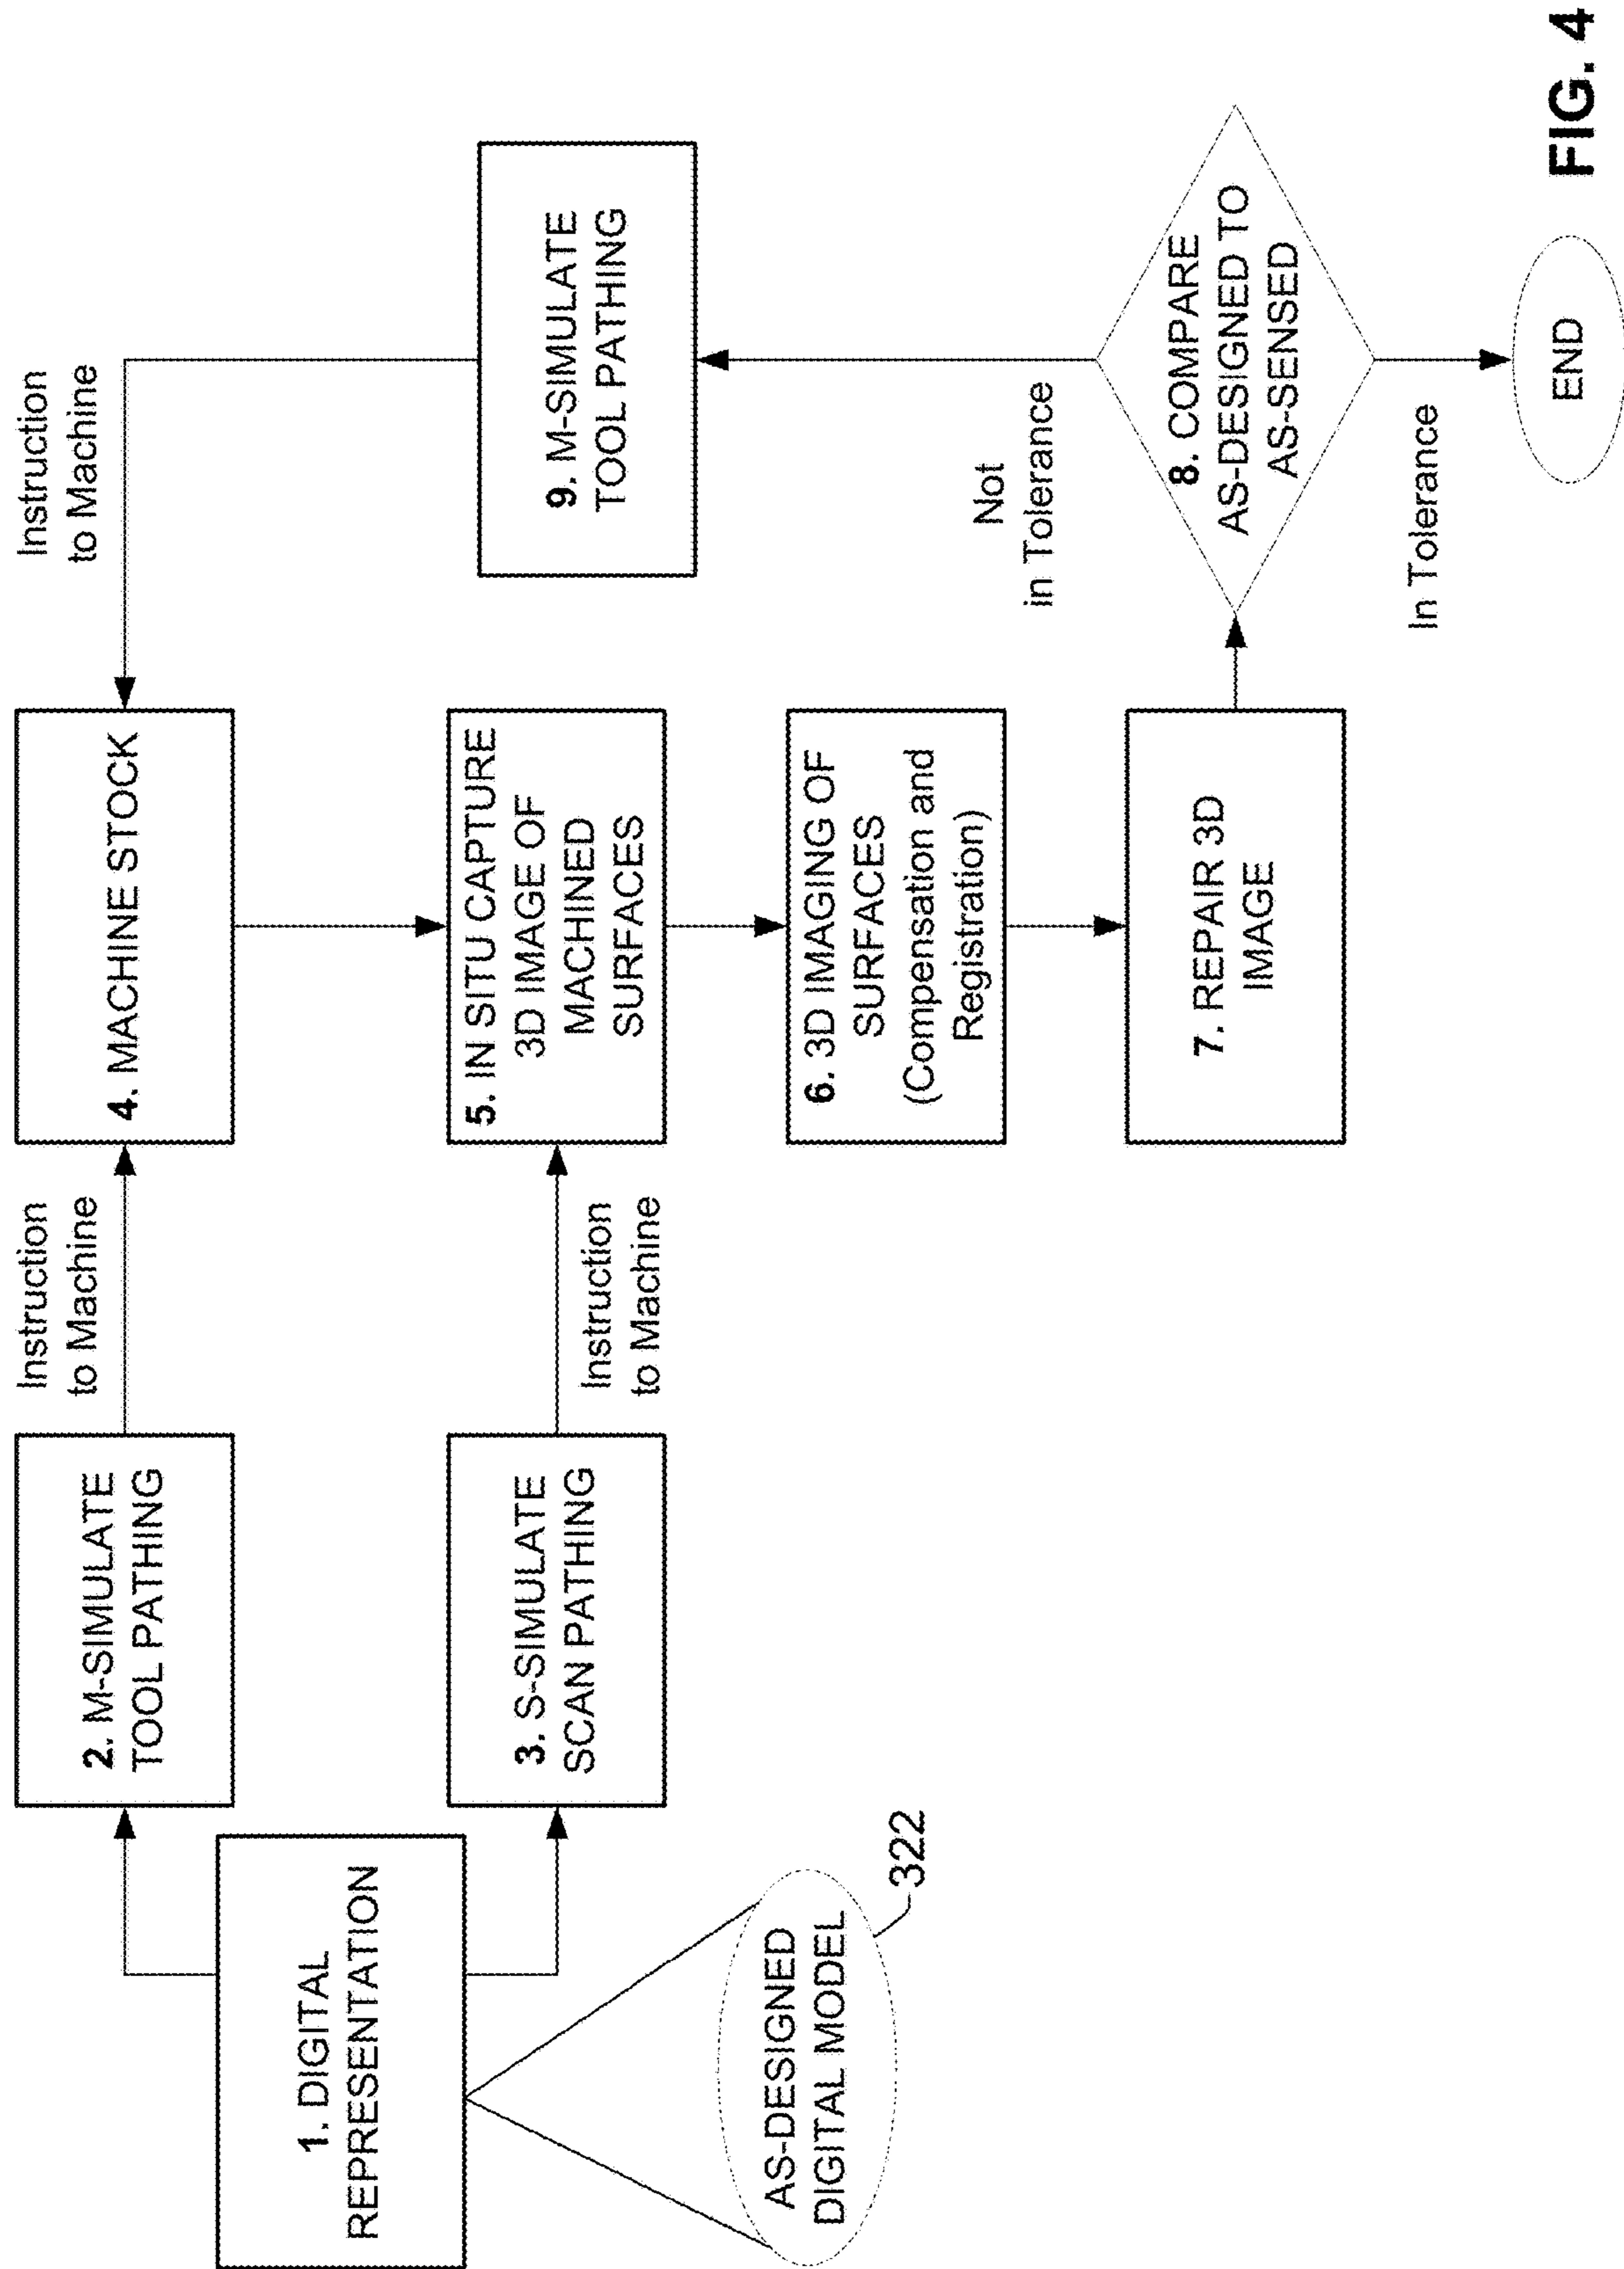 1. DIGITAL
REPRESENTATION
AS-DESIGNED
DIGITAL MODEL
322
2. M-SIMULATE
TOOL PATHING
Instruction
to Machine
3. S-SIMULATE
SCAN PATHING
Instruction
to Machine
4. MACHINE STOCK
5. IN SITU CAPTURE
3D IMAGE OF
MACHINED
SURFACES
6. 3D IMAGING OF
SURFACES
(Compensation and
Registration)
7. REPAIR 3D
IMAGE
8. COMPARE
AS-DESIGNED TO
AS-SENSED
Not
in Tolerance
In Tolerance
9. M-SIMULATE
TOOL PATHING
Instruction
to Machine
END
FIG. 4